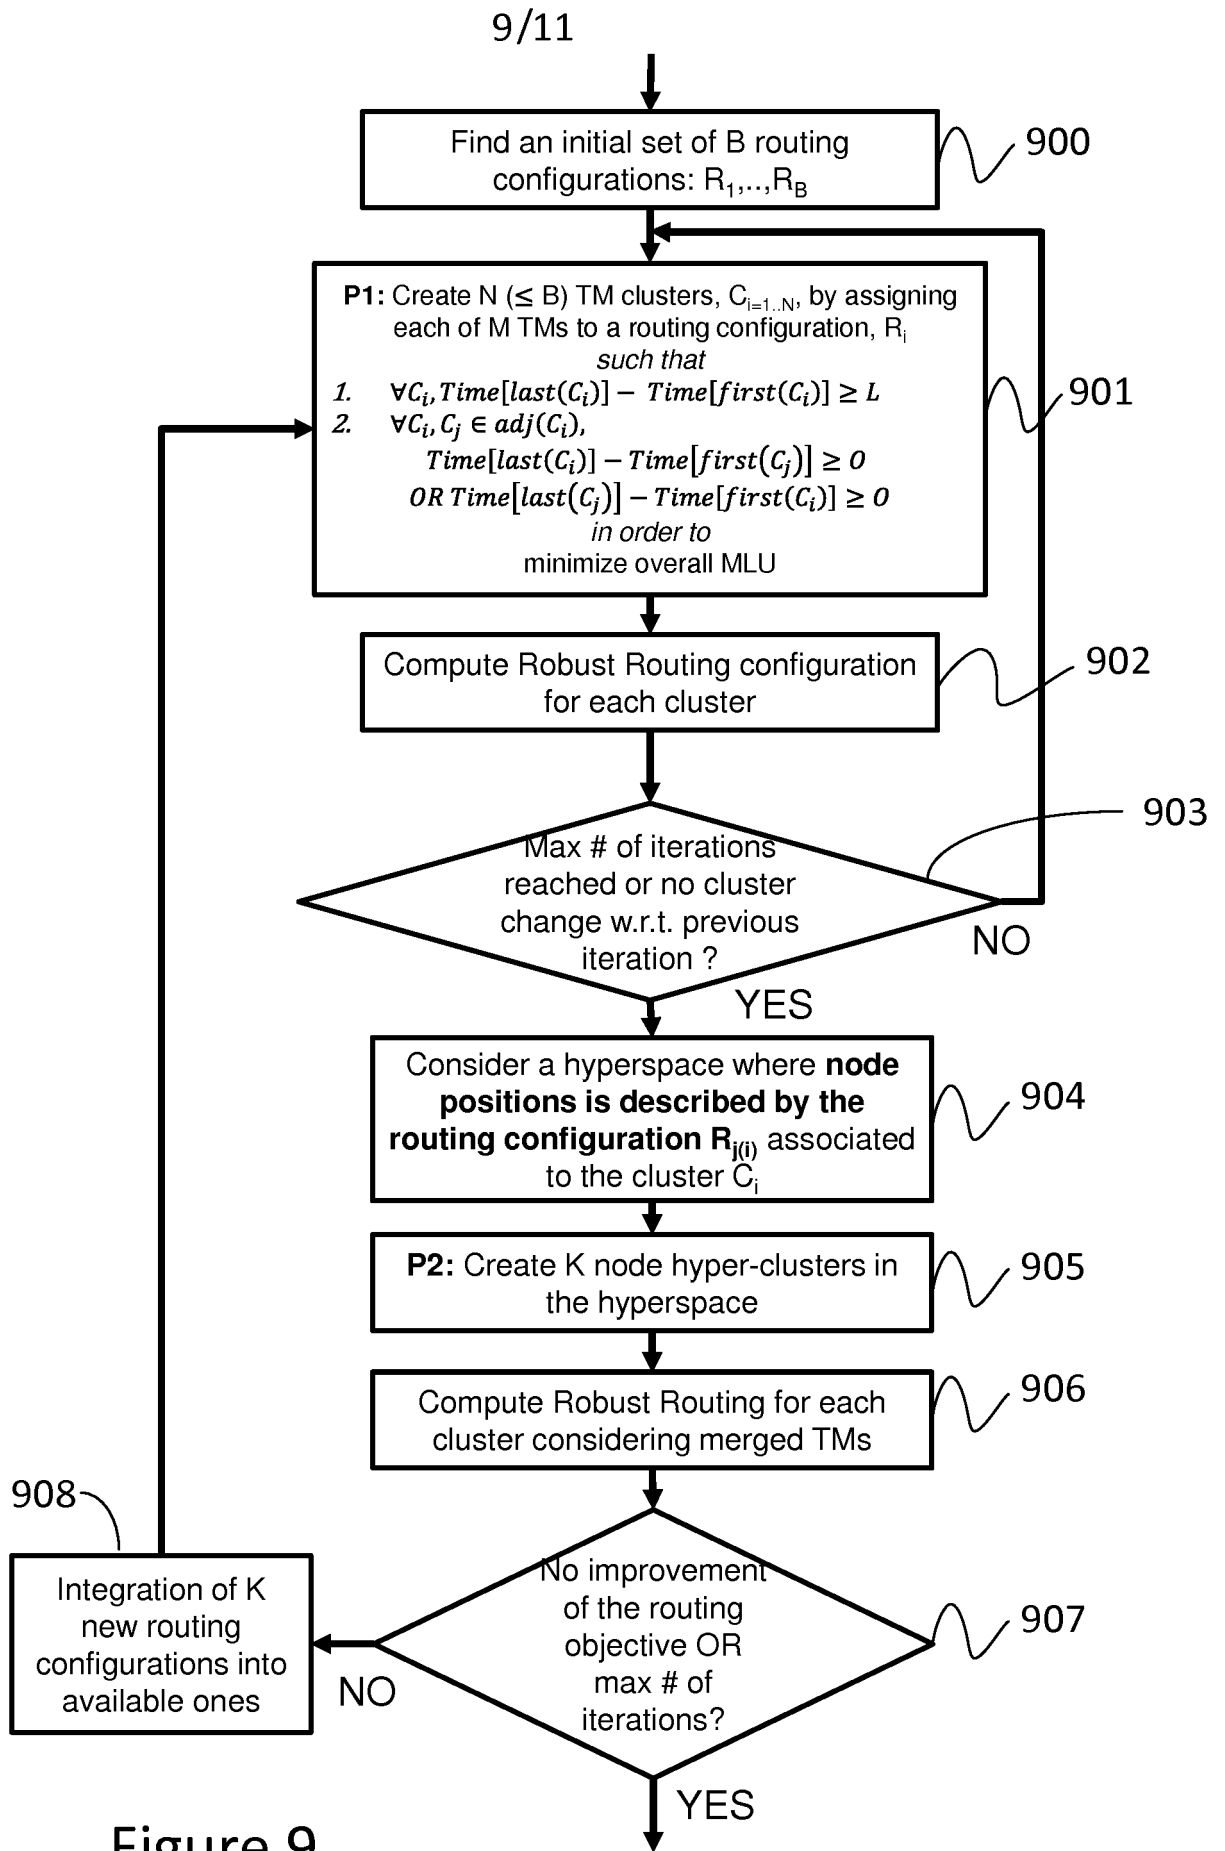 9/11
Find an initial set of B routing
configurations: R1,..,RB
900
P1: Create N (≤ B) TM clusters, Ci=1..N, by assigning
each of M TMs to a routing configuration, Ri
such that
1. ∀Ci, Time[last(Ci)] − Time[first(Ci)] ≥ L
2. ∀Ci, Cj ∈ adj(Ci),
Time[last(Ci)] − Time[first(Cj)] ≥ O
OR Time[last(Cj)] − Time[first(Ci)] ≥ O
in order to
minimize overall MLU
901
Compute Robust Routing configuration
for each cluster
902
Max # of iterations
reached or no cluster
change w.r.t. previous
iteration ?
903
NO
YES
Consider a hyperspace where node
positions is described by the
routing configuration Rj(i) associated
to the cluster Ci
904
P2: Create K node hyper-clusters in
the hyperspace
905
Compute Robust Routing for each
cluster considering merged TMs
906
908
Integration of K
new routing
configurations into
available ones
No improvement
of the routing
objective OR
max # of
iterations?
907
NO
YES
Figure 9